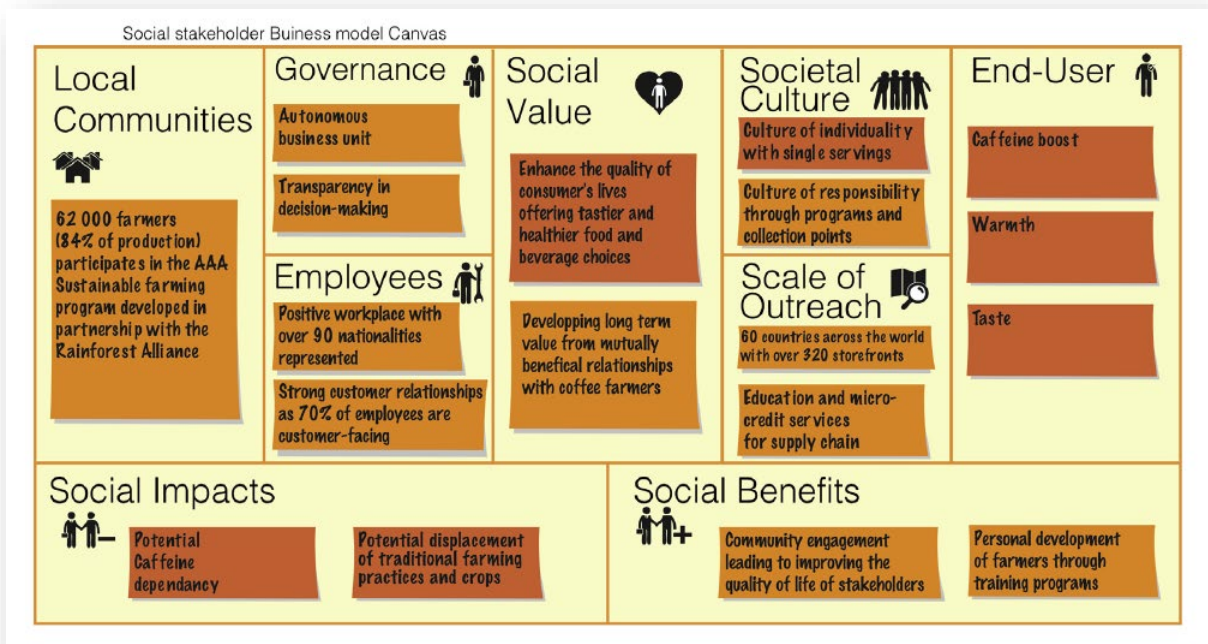 Social stakeholder Buiness model Canvas
Local
Communities
62 000 farmers
(84% of production)
participates in the AAA
Sustainable farming
program developed in
partnership with the
Rainforest Alliance
Governance
Autonomous
business unit
Transparency in
decision-making
Employees
Positive workplace with
over 90 nationalities
represented
Strong customer relationships
as 70% of employees are
customer-facing
Social
Value
Enhance the quality of
consumer's lives
offering tastier and
healthier food and
beverage choices
Developping long term
value from mutually
benefical relationships
with coffee farmers
Societal
Culture
Culture of individuality
with single servings
Culture of responsibility
through programs and
collection points
Scale of
Outreach
60 countries across the world
with over 320 storefronts
Education and micro-
credit services
for supply chain
End-User
Caffeine boost
Warmth
Taste
Social Impacts
Potential
Caffeine
dependancy
Potential displacement
of traditional farming
practices and crops
Social Benefits
Community engagement
leading to improving the
quality of life of stakeholders
Personal development
of farmers through
training programs